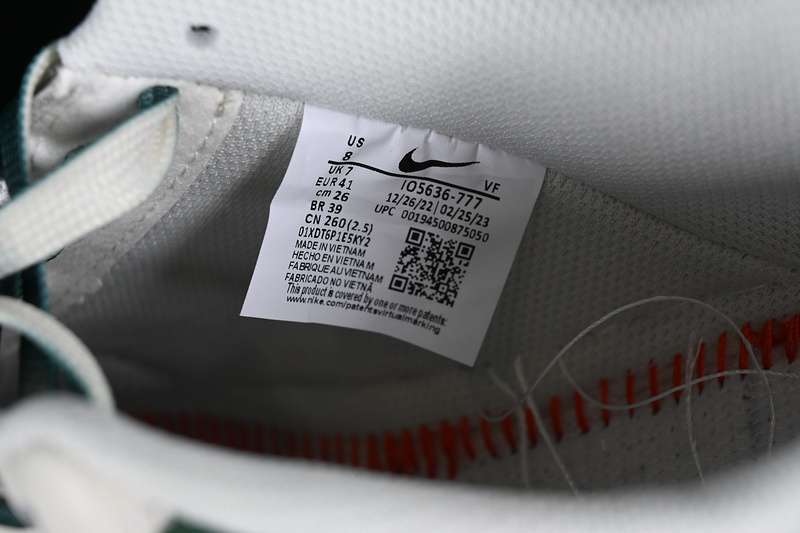 US
8
UK 7
EUR 41
cm 26
BR 39
CN 260(2.5)
01XDT6P1E5KY2
VF
IO5636-777
12/26/22 | 02/25/23
UPC 00194500875050
MADE IN VIETNAM
HECHO EN VIETNAM
FABRIQUE AU VIETNAM
FABRICADO NO VIETNÃ
This product is covered by one or more patents:
www.nike.com/patentsvirtualmarking